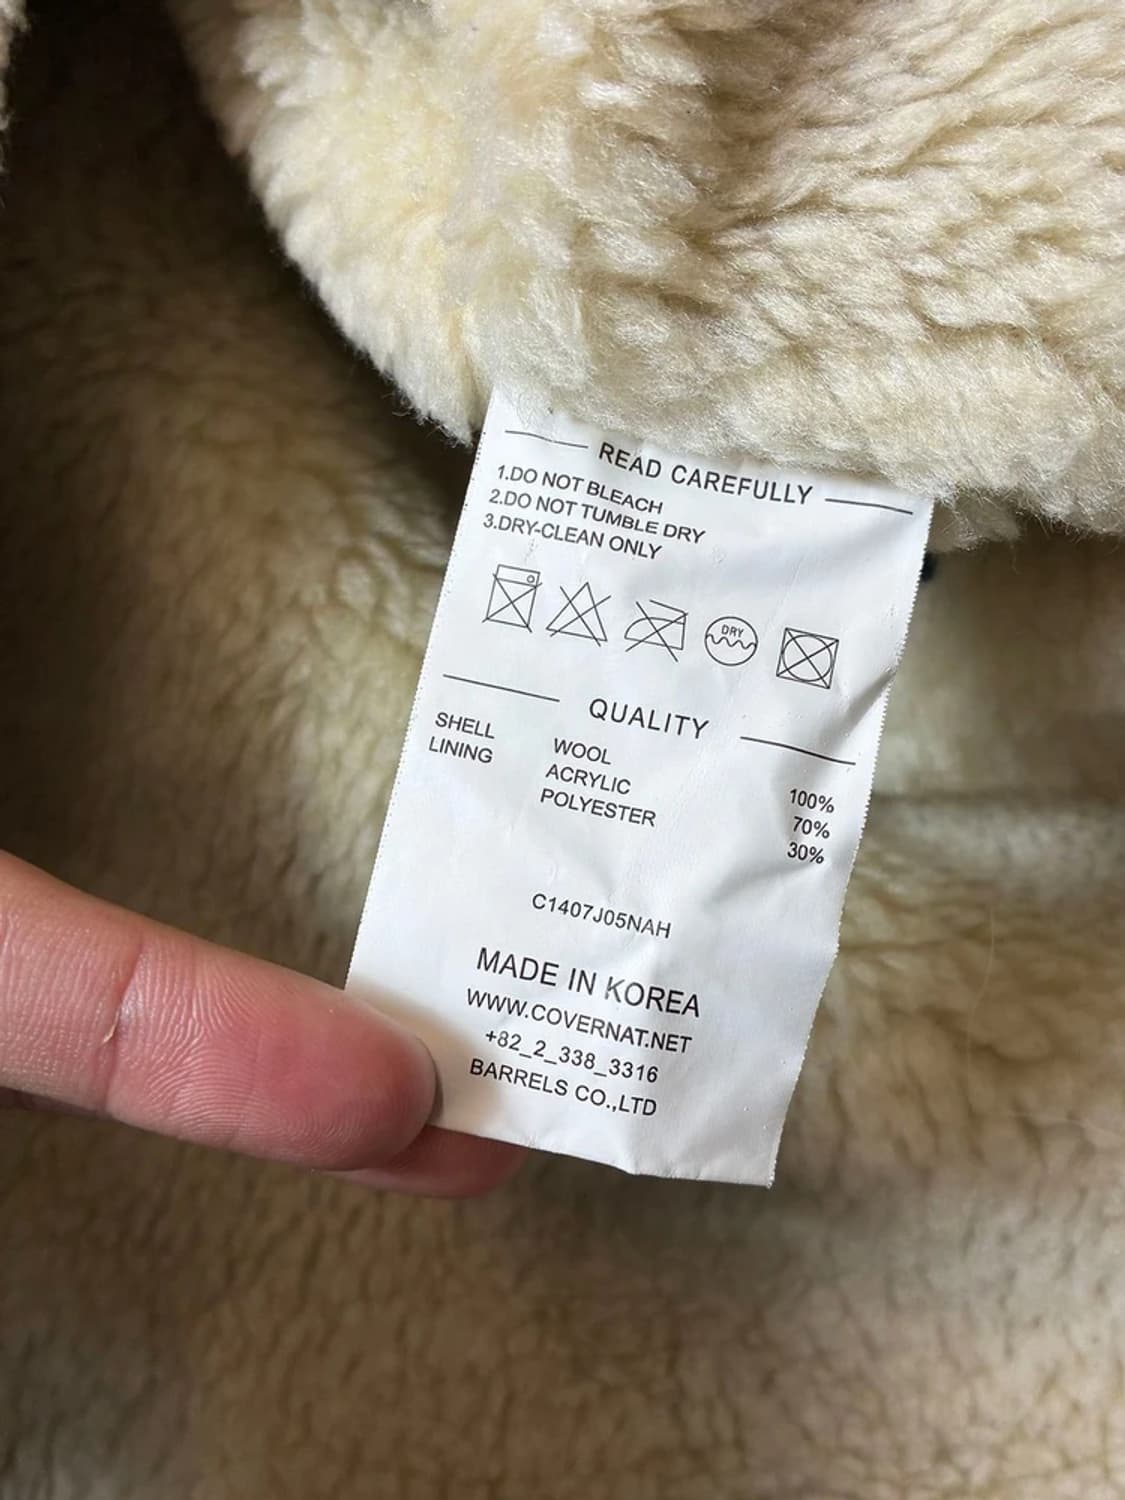 READ CAREFULLY
1.DO NOT BLEACH
2.DO NOT TUMBLE DRY
3.DRY-CLEAN ONLY
DRY
QUALITY
SHELL WOOL 100%
LINING ACRYLIC 70%
POLYESTER 30%
C1407J05NAH
MADE IN KOREA
WWW.COVERNAT.NET
+82_2_338_3316
BARRELS CO.,LTD